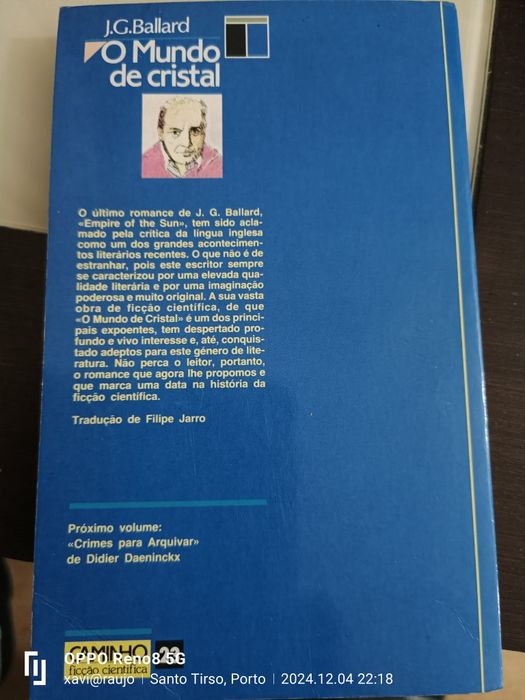 J.G.Ballard
O Mundo
de cristal
O último romance de J. G. Ballard,
«Empire of the Sun», tem sido acla-
mado pela crítica da língua inglesa
como um dos grandes acontecimen-
tos literários recentes. O que não é de
estranhar, pois este escritor sempre
se caracterizou por uma elevada qua-
lidade literária e por uma imaginação
poderosa e muito original. A sua vasta
obra de ficção científica, de que
«O Mundo de Cristal» é um dos princi-
pais expoentes, tem despertado pro-
fundo e vivo interesse e, até, conquis-
tado adeptos para este género de lite-
ratura. Não perca o leitor, portanto,
o romance que agora lhe propomos e
que marca uma data na história da
ficção científica.
Tradução de Filipe Jarro
Próximo volume:
«Crimes para Arquivar»
de Didier Daeninckx
CAMINHO 22
ficção científica
OPPO Reno8 5G
xavi@raujo | Santo Tirso, Porto | 2024.12.04 22:18